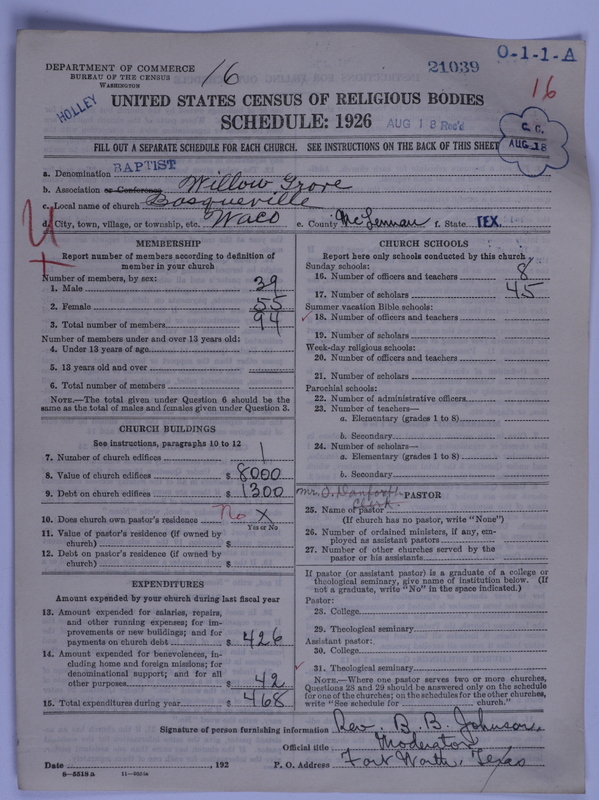 DEPARTMENT OF COMMERCE
BUREAU OF THE CENSUS
WASHINGTON
16
21039
O-1-1-A
16
HOLLEY
UNITED STATES CENSUS OF RELIGIOUS BODIES
SCHEDULE: 1926
AUG 18 Rec'd
C. C.
AUG 18
FILL OUT A SEPARATE SCHEDULE FOR EACH CHURCH. SEE INSTRUCTIONS ON THE BACK OF THIS SHEET
a. Denomination BAPTIST
b. Association or Conference Willow Grove
c. Local name of church Bosqueville
d. City, town, village, or township, etc. Waco e. County McLennan f. State TEX.
MEMBERSHIP
Report number of members according to definition of
member in your church
Number of members, by sex:
1. Male 39
2. Female 55
3. Total number of members 94
Number of members under and over 13 years old:
4. Under 13 years of age
5. 13 years old and over
6. Total number of members
NOTE.—The total given under Question 6 should be the
same as the total of males and females given under Question 3.
CHURCH BUILDINGS
See instructions, paragraphs 10 to 12
7. Number of church edifices 1
8. Value of church edifices $ 8000
9. Debt on church edifices $ 1300
10. Does church own pastor's residence No X
Yes or No
11. Value of pastor's residence (if owned by
church) $
12. Debt on pastor's residence (if owned by
church) $
EXPENDITURES
Amount expended by your church during last fiscal year
13. Amount expended for salaries, repairs,
and other running expenses; for im-
provements or new buildings; and for
payments on church debt $ 426
14. Amount expended for benevolences, in-
cluding home and foreign missions; for
denominational support; and for all
other purposes $ 42
15. Total expenditures during year $ 468
CHURCH SCHOOLS
Report here only schools conducted by this church
Sunday schools:
16. Number of officers and teachers 8
17. Number of scholars 45
Summer vacation Bible schools:
18. Number of officers and teachers
19. Number of scholars
Week-day religious schools:
20. Number of officers and teachers
21. Number of scholars
Parochial schools:
22. Number of administrative officers
23. Number of teachers—
a. Elementary (grades 1 to 8)
b. Secondary
24. Number of scholars—
a. Elementary (grades 1 to 8)
b. Secondary
Mr. O. Danforth
Clerk
PASTOR
25. Name of pastor
(If church has no pastor, write "None")
26. Number of ordained ministers, if any, em-
ployed as assistant pastors
27. Number of other churches served by the
pastor or his assistants
If pastor (or assistant pastor) is a graduate of a college or
theological seminary, give name of institution below. (If
not a graduate, write "No" in the space indicated.)
Pastor:
28. College
29. Theological seminary
Assistant pastor:
30. College
31. Theological seminary
NOTE.—Where one pastor serves two or more churches,
Questions 28 and 29 should be answered only on the schedule
for one of the churches; on the schedules for the other churches,
write "See schedule for church."
Signature of person furnishing information Rev. B. B. Johnson,
Official title Moderator
Date , 192 P. O. Address Fort Worth, Texas
8-5518 a